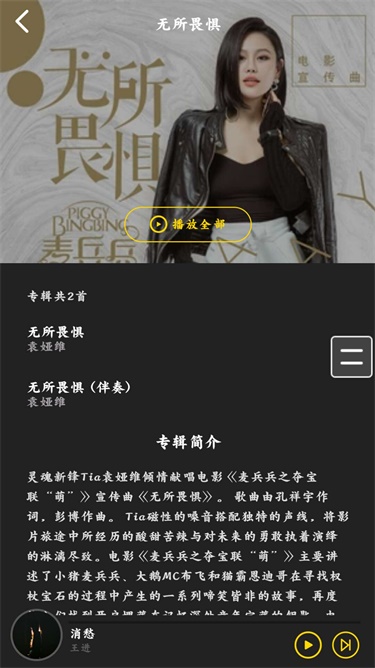 无所畏惧
电影
宣传曲
无所
畏惧
PIGGY
BINGBING
麦兵兵
播放全部
专辑共2首
无所畏惧
袁娅维
无所畏惧（伴奏）
袁娅维
专辑简介
灵魂新锋Tia袁娅维倾情献唱电影《麦兵兵之夺宝
联“萌”》宣传曲《无所畏惧》。 歌曲由孔祥宇作
词，彭博作曲。 Tia磁性的嗓音搭配独特的声线，将影
片旅途中所经历的酸甜苦辣与对未来的勇敢执着演绎
的淋漓尽致。电影《麦兵兵之夺宝联“萌”》主要讲
述了小猪麦兵兵、大鹅MC布飞和猫霸思迪哥在寻找权
杖宝石的过程中产生的一系列啼笑皆非的故事，再度
消愁
王进